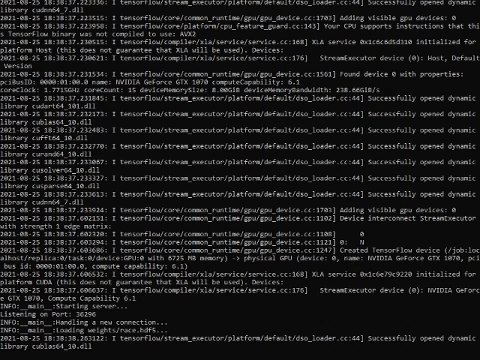 2021-08-25 18:38:37.223336: I tensorflow/stream_executor/platform/default/dso_loader.cc:44] Successfully opened dynamic
library cudnn64_7.dll
2021-08-25 18:38:37.223845: I tensorflow/core/common_runtime/gpu/gpu_device.cc:1703] Adding visible gpu devices: 0
2021-08-25 18:38:37.223958: I tensorflow/core/platform/cpu_feature_guard.cc:143] Your CPU supports instructions that thi
s TensorFlow binary was not compiled to use: AVX2
2021-08-25 18:38:37.230513: I tensorflow/compiler/xla/service/service.cc:168] XLA service 0x1c6c6d5d310 initialized for
platform Host (this does not guarantee that XLA will be used). Devices:
2021-08-25 18:38:37.230621: I tensorflow/compiler/xla/service/service.cc:176]   StreamExecutor device (0): Host, Default
Version
2021-08-25 18:38:37.231534: I tensorflow/core/common_runtime/gpu/gpu_device.cc:1561] Found device 0 with properties:
pciBusID: 0000:01:00.0 name: NVIDIA GeForce GTX 1070 computeCapability: 6.1
coreClock: 1.7715GHz coreCount: 15 deviceMemorySize: 8.00GiB deviceMemoryBandwidth: 238.66GiB/s
2021-08-25 18:38:37.231845: I tensorflow/stream_executor/platform/default/dso_loader.cc:44] Successfully opened dynamic
library cudart64_101.dll
2021-08-25 18:38:37.232173: I tensorflow/stream_executor/platform/default/dso_loader.cc:44] Successfully opened dynamic
library cublas64_10.dll
2021-08-25 18:38:37.232483: I tensorflow/stream_executor/platform/default/dso_loader.cc:44] Successfully opened dynamic
library cufft64_10.dll
2021-08-25 18:38:37.232770: I tensorflow/stream_executor/platform/default/dso_loader.cc:44] Successfully opened dynamic
library curand64_10.dll
2021-08-25 18:38:37.233067: I tensorflow/stream_executor/platform/default/dso_loader.cc:44] Successfully opened dynamic
library cusolver64_10.dll
2021-08-25 18:38:37.233327: I tensorflow/stream_executor/platform/default/dso_loader.cc:44] Successfully opened dynamic
library cusparse64_10.dll
2021-08-25 18:38:37.233613: I tensorflow/stream_executor/platform/default/dso_loader.cc:44] Successfully opened dynamic
library cudnn64_7.dll
2021-08-25 18:38:37.233924: I tensorflow/core/common_runtime/gpu/gpu_device.cc:1703] Adding visible gpu devices: 0
2021-08-25 18:38:37.602951: I tensorflow/core/common_runtime/gpu/gpu_device.cc:1102] Device interconnect StreamExecutor
with strength 1 edge matrix:
2021-08-25 18:38:37.603200: I tensorflow/core/common_runtime/gpu/gpu_device.cc:1108]      0
2021-08-25 18:38:37.603294: I tensorflow/core/common_runtime/gpu/gpu_device.cc:1121] 0:   N
2021-08-25 18:38:37.603686: I tensorflow/core/common_runtime/gpu/gpu_device.cc:1247] Created TensorFlow device (/job:loc
alhost/replica:0/task:0/device:GPU:0 with 6725 MB memory) -> physical GPU (device: 0, name: NVIDIA GeForce GTX 1070, pci
bus id: 0000:01:00.0, compute capability: 6.1)
2021-08-25 18:38:37.606537: I tensorflow/compiler/xla/service/service.cc:168] XLA service 0x1c6e79c9220 initialized for
platform CUDA (this does not guarantee that XLA will be used). Devices:
2021-08-25 18:38:37.606632: I tensorflow/compiler/xla/service/service.cc:176]   StreamExecutor device (0): NVIDIA GeForc
e GTX 1070, Compute Capability 6.1
INFO:__main__:Starting server...
Listening on Port: 36296
INFO:__main__:Handling a new connection...
INFO:__main__:Loading weights/race.hdf5...
2021-08-25 18:38:38.263122: I tensorflow/stream_executor/platform/default/dso_loader.cc:44] Successfully opened dynamic
library cublas64_10.dll